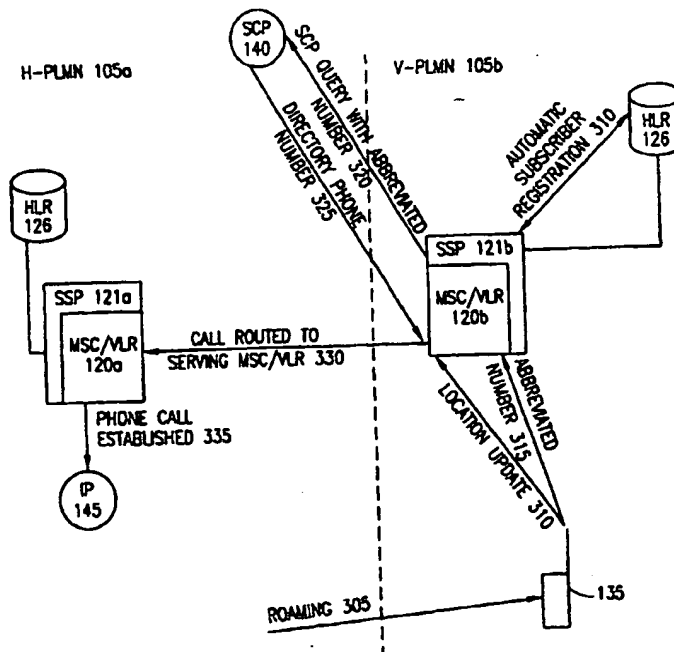 SCP
140
H-PLMN 105a
V-PLMN 105b
SCP QUERY WITH ABBREVIATED
NUMBER 320
DIRECTORY PHONE
NUMBER 325
AUTOMATIC
SUBSCRIBER
REGISTRATION 310
HLR
126
HLR
126
SSP 121b
MSC/VLR
120b
SSP 121a
MSC/VLR
120a
CALL ROUTED TO
SERVING MSC/VLR 330
PHONE CALL
ESTABLISHED 335
IP
145
ABBREVIATED
NUMBER 315
LOCATION UPDATE 310
ROAMING 305
135